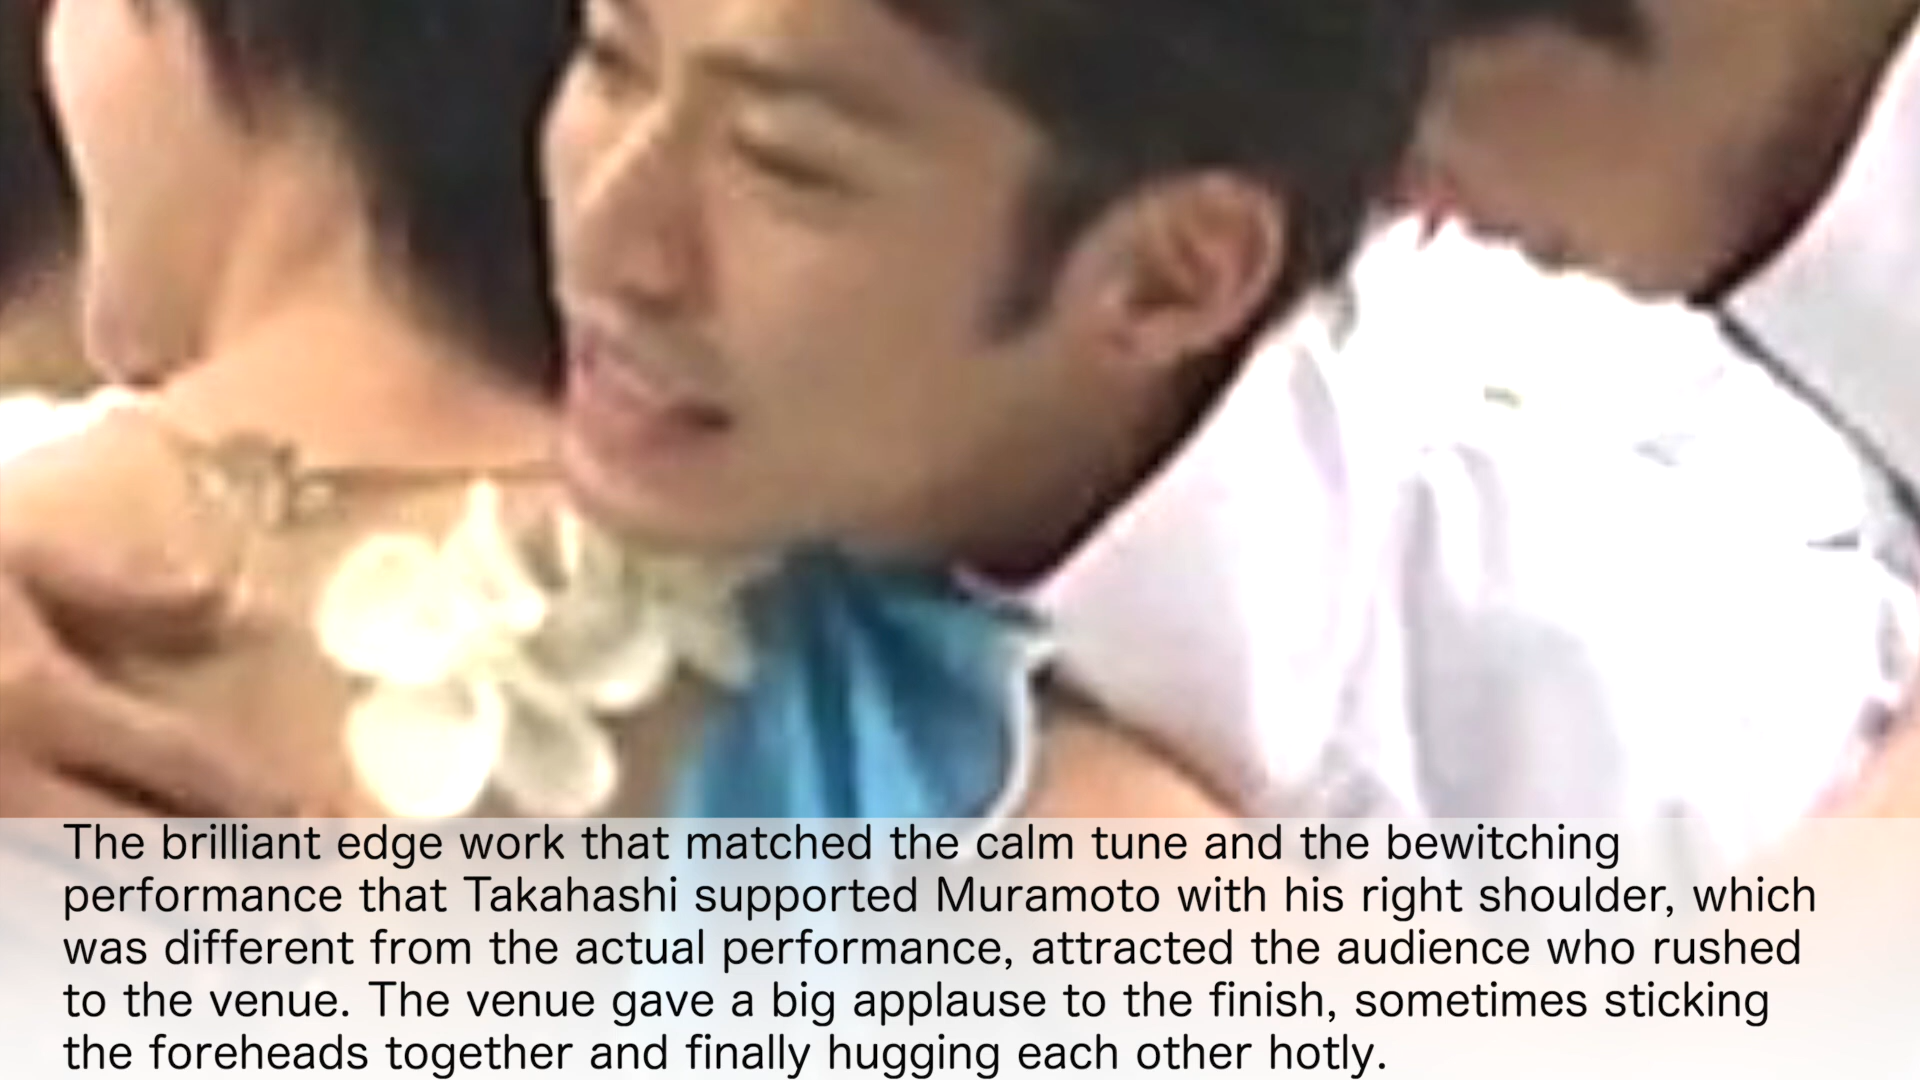 The brilliant edge work that matched the calm tune and the bewitching
performance that Takahashi supported Muramoto with his right shoulder, which
was different from the actual performance, attracted the audience who rushed
to the venue. The venue gave a big applause to the finish, sometimes sticking
the foreheads together and finally hugging each other hotly.